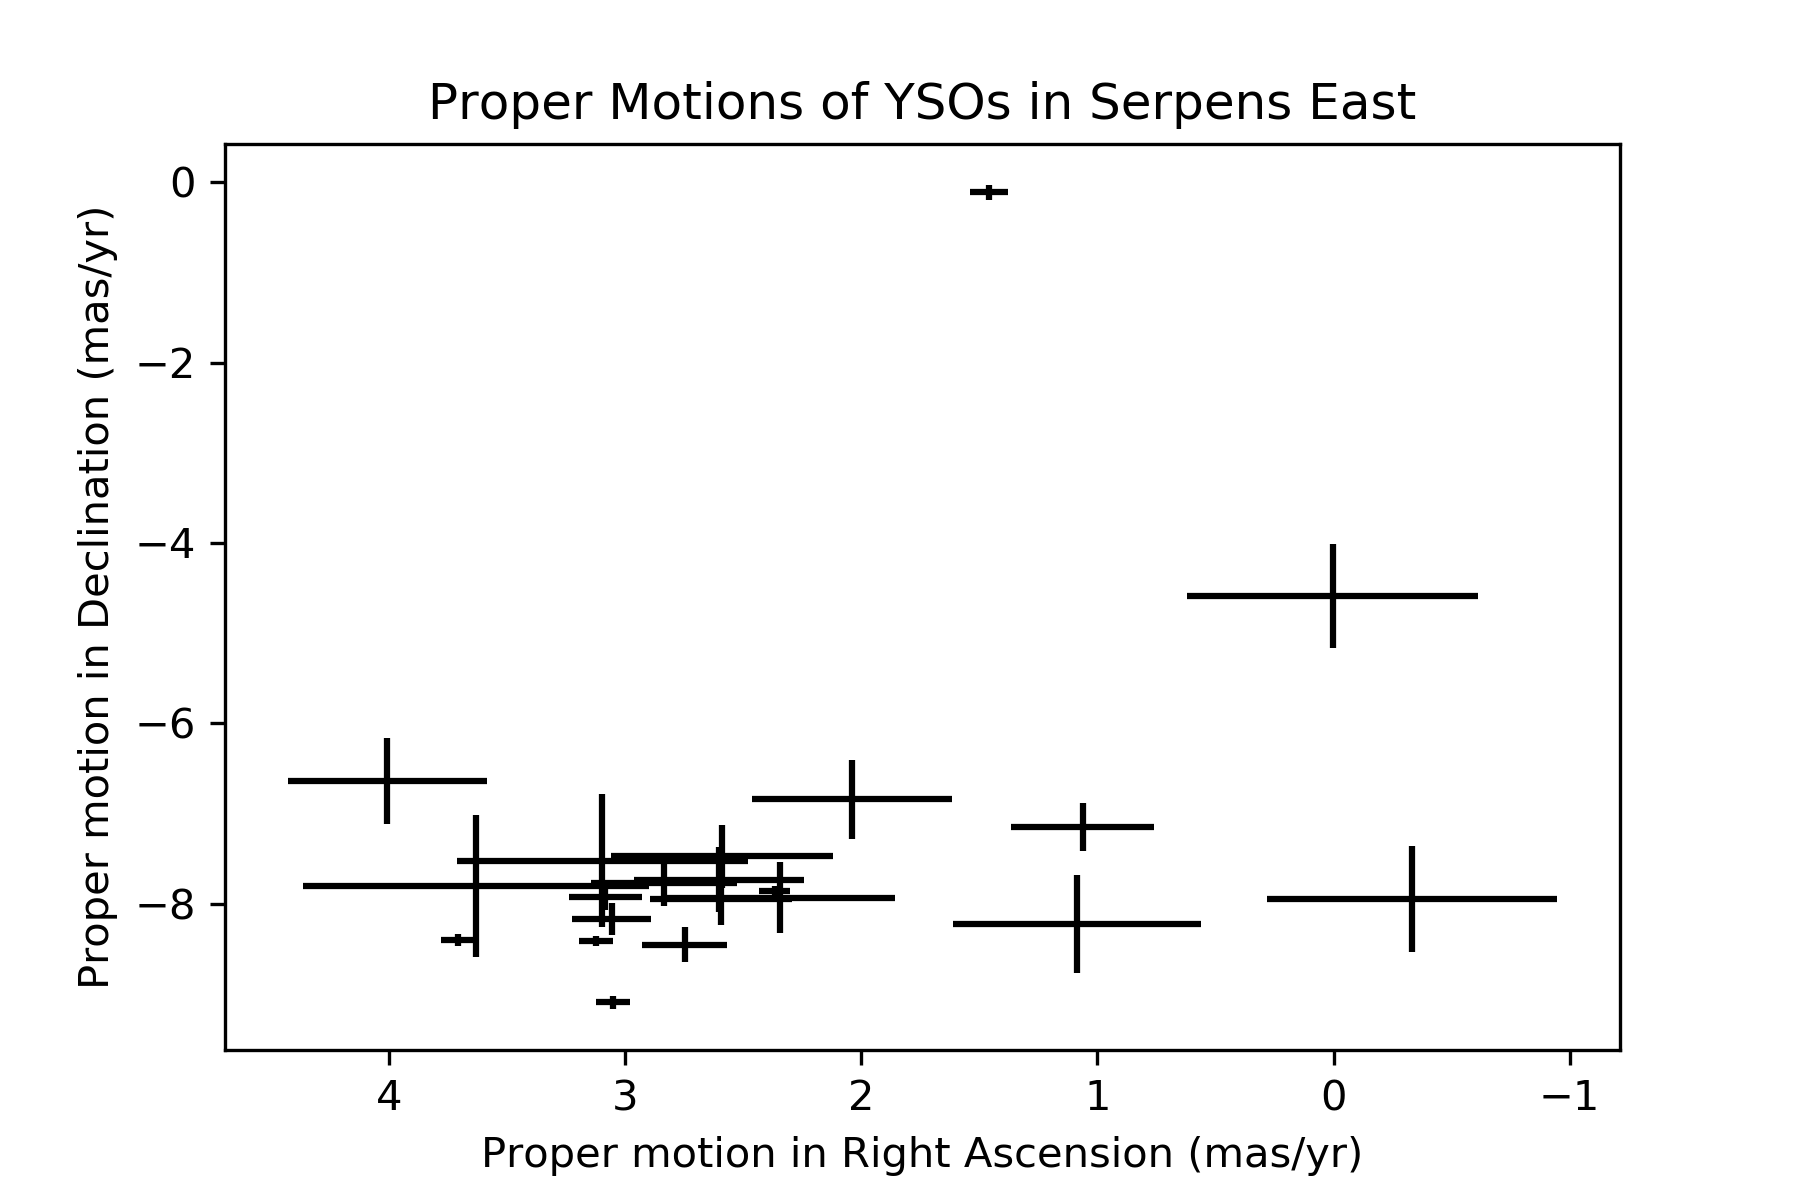 Proper Motions of YSOs in Serpens East
Proper motion in Declination (mas/yr)
0
−2
−4
−6
−8
4 3 2 1 0 −1
Proper motion in Right Ascension (mas/yr)